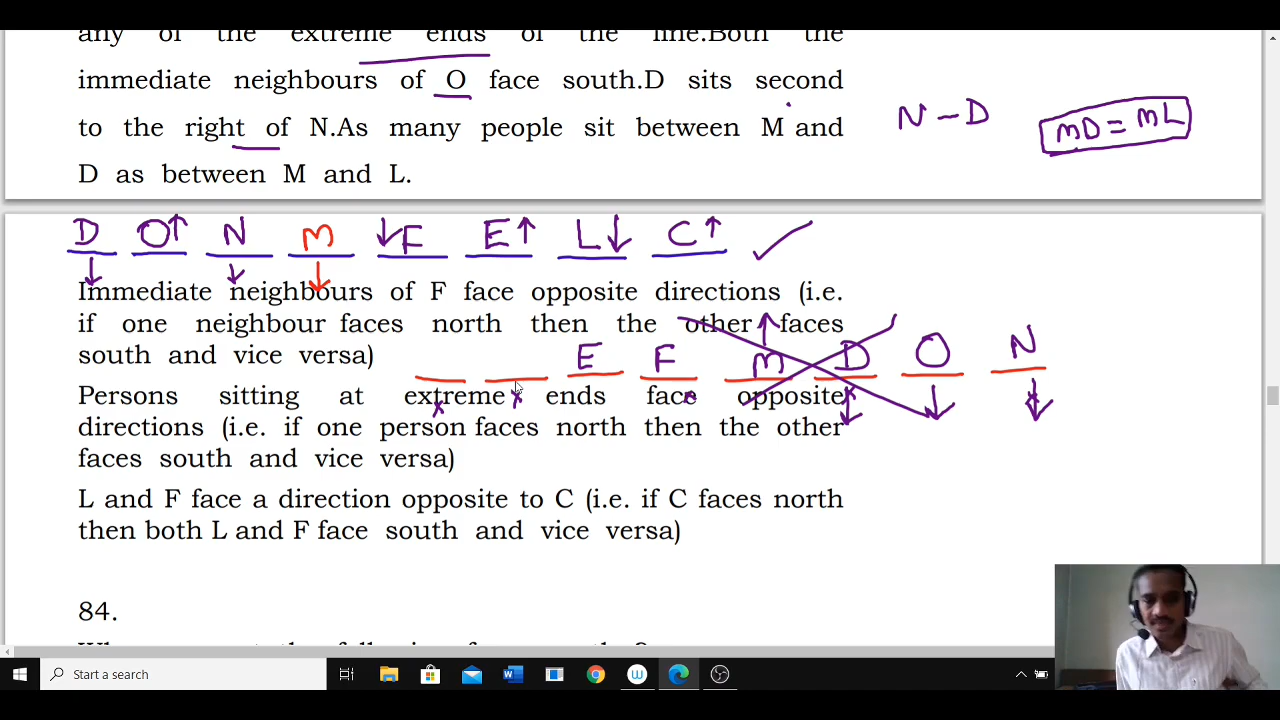 any of the extreme ends of the line.Both the
immediate neighbours of O face south.D sits second
to the right of N.As many people sit between M and
D as between M and L.
N - D
MD = ML
D O↑ N M ↓F E↑ L↓ C↑ ✓
Immediate neighbours of F face opposite directions (i.e.
if one neighbour faces north then the other faces
south and vice versa)
E F M D O N
Persons sitting at extreme ends face opposite
directions (i.e. if one person faces north then the other
faces south and vice versa)
L and F face a direction opposite to C (i.e. if C faces north
then both L and F face south and vice versa)
84.
Start a search